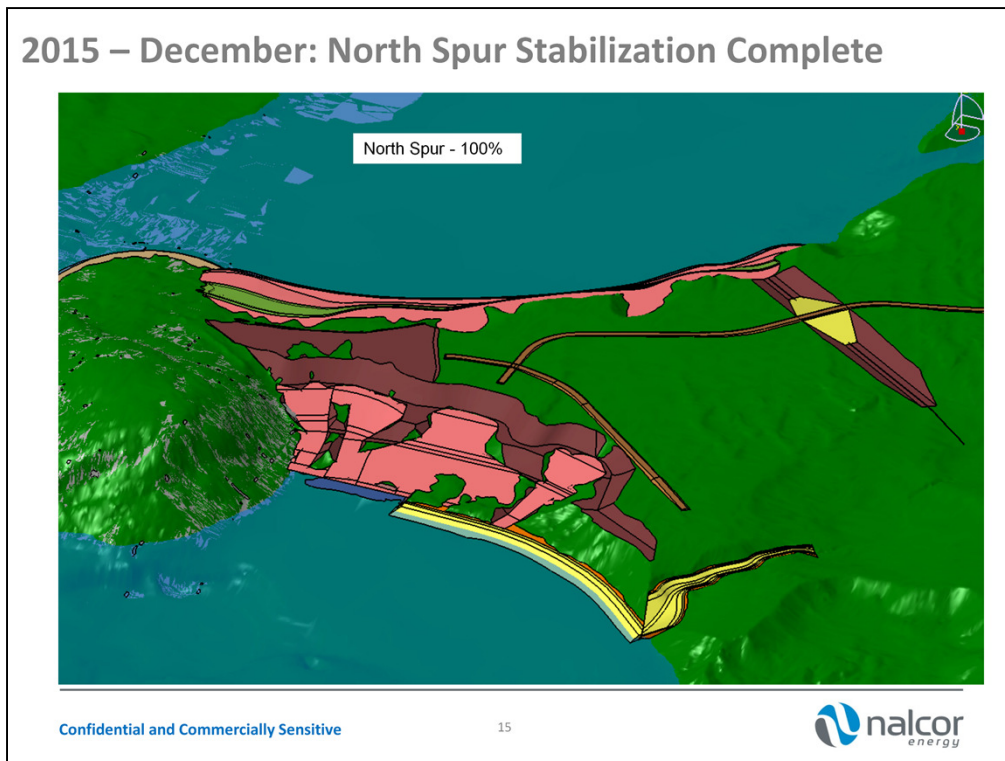 2015 – December: North Spur Stabilization Complete
North Spur - 100%
Confidential and Commercially Sensitive
15
nalcor
energy